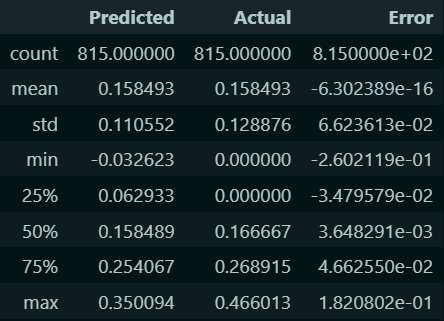 Predicted Actual Error
count 815.000000 815.000000 8.150000e+02
mean 0.158493 0.158493 -6.302389e-16
std 0.110552 0.128876 6.623613e-02
min -0.032623 0.000000 -2.602119e-01
25% 0.062933 0.000000 -3.479579e-02
50% 0.158489 0.166667 3.648291e-03
75% 0.254067 0.268915 4.662550e-02
max 0.350094 0.466013 1.820802e-01